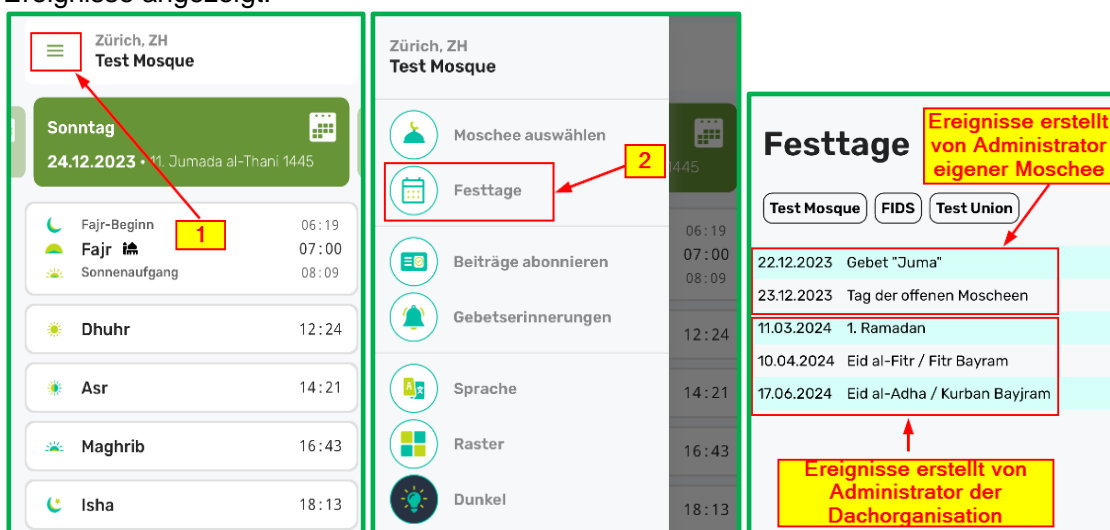 Ereignisse angezeigt.
Zürich, ZH
Test Mosque
Sonntag
24.12.2023 • 11. Jumada al-Thani 1445
1
Fajr-Beginn 06:19
Fajr 07:00
Sonnenaufgang 08:09
Dhuhr 12:24
Asr 14:21
Maghrib 16:43
Isha 18:13
Zürich, ZH
Test Mosque
Moschee auswählen
2
Festtage
Beiträge abonnieren
Gebetserinnerungen
Sprache
Raster
Dunkel
1445
06:19
07:00
08:09
12:24
14:21
16:43
18:13
Festtage
Ereignisse erstellt
von Administrator
eigener Moschee
Test Mosque FIDS Test Union
22.12.2023 Gebet "Juma"
23.12.2023 Tag der offenen Moscheen
11.03.2024 1. Ramadan
10.04.2024 Eid al-Fitr / Fitr Bayram
17.06.2024 Eid al-Adha / Kurban Bayjram
Ereignisse erstellt von
Administrator der
Dachorganisation